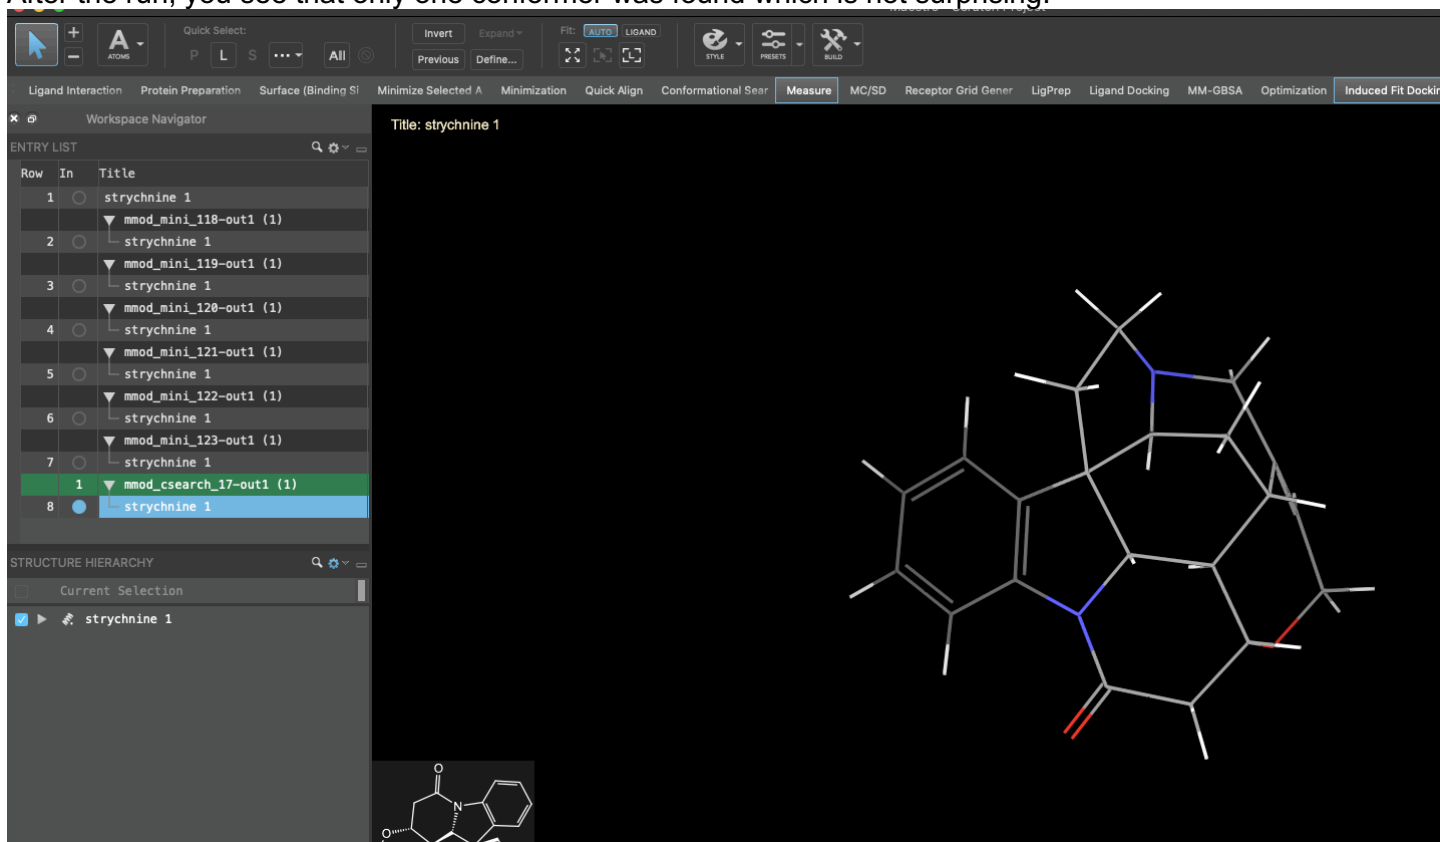 After the run, you see that only one conformer was found which is not surprising.
Quick Select:
Invert Expand
Fit: AUTO LIGAND
A
ATOMS
P L S ... All
Previous Define...
STYLE PRESETS BUILD
Ligand Interaction Protein Preparation Surface (Binding Si Minimize Selected A Minimization Quick Align Conformational Sear Measure MC/SD Receptor Grid Gener LigPrep Ligand Docking MM-GBSA Optimization Induced Fit Dockin
Workspace Navigator
Title: strychnine 1
ENTRY LIST
Row In Title
1 strychnine 1
mmod_mini_118-out1 (1)
2 strychnine 1
mmod_mini_119-out1 (1)
3 strychnine 1
mmod_mini_120-out1 (1)
4 strychnine 1
mmod_mini_121-out1 (1)
5 strychnine 1
mmod_mini_122-out1 (1)
6 strychnine 1
mmod_mini_123-out1 (1)
7 strychnine 1
1 mmod_csearch_17-out1 (1)
8 strychnine 1
STRUCTURE HIERARCHY
Current Selection
strychnine 1
O
N
O